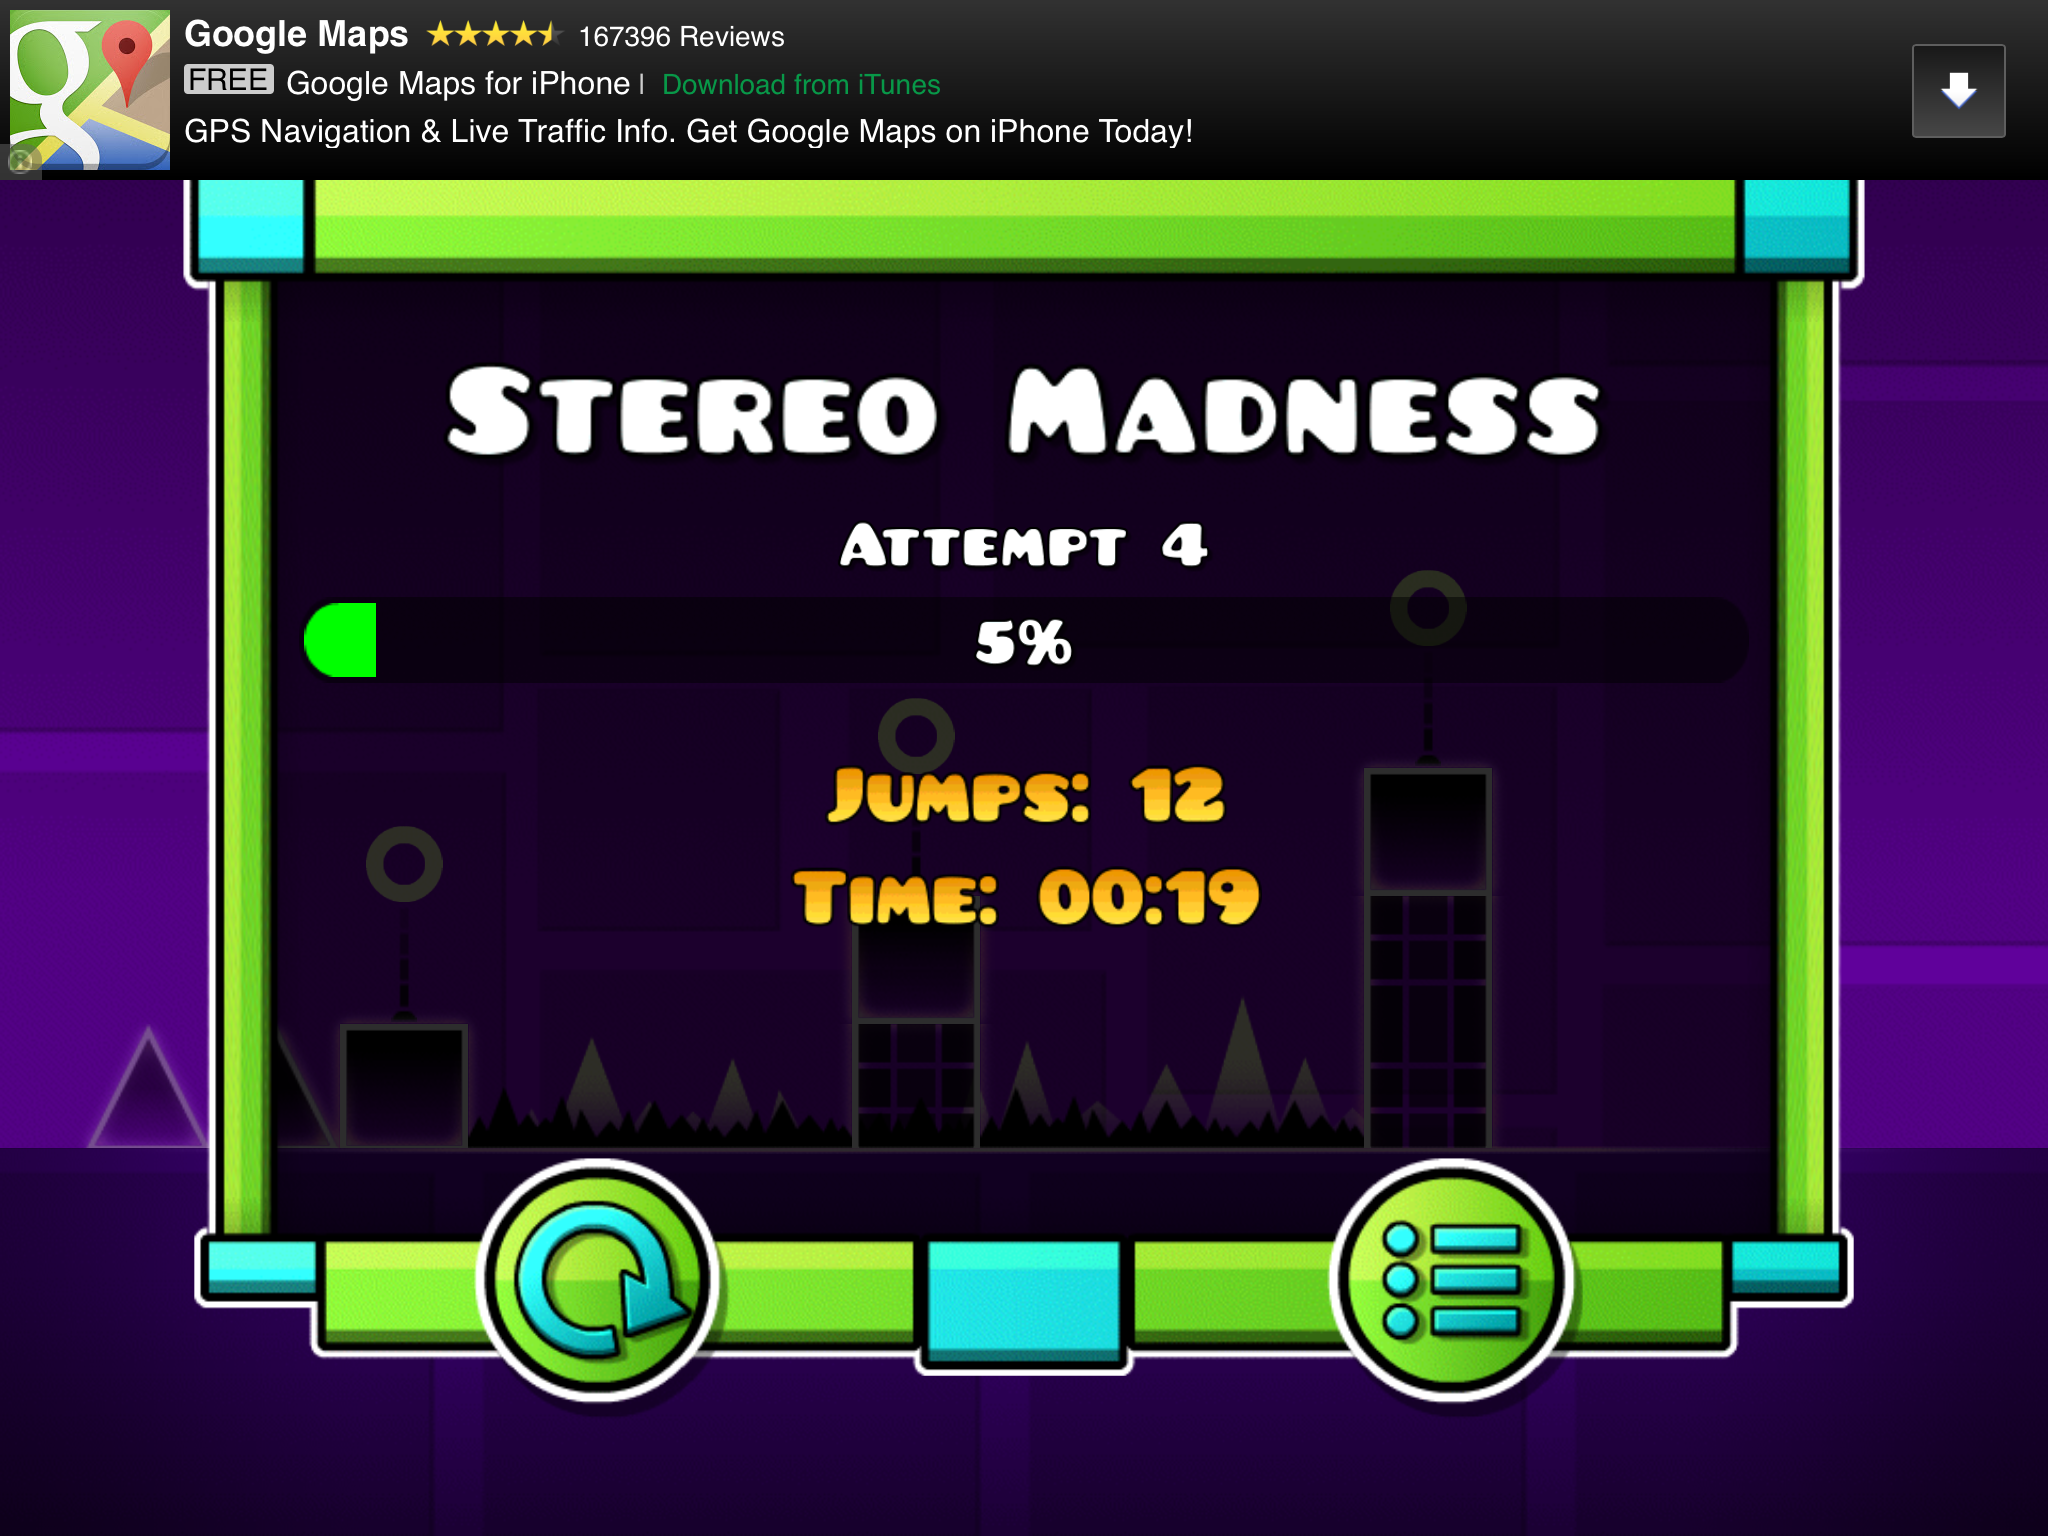 Google Maps 167396 Reviews
FREE Google Maps for iPhone | Download from iTunes
GPS Navigation & Live Traffic Info. Get Google Maps on iPhone Today!
STEREO MADNESS
ATTEMPT 4
5%
JUMPS: 12
TIME: 00:19